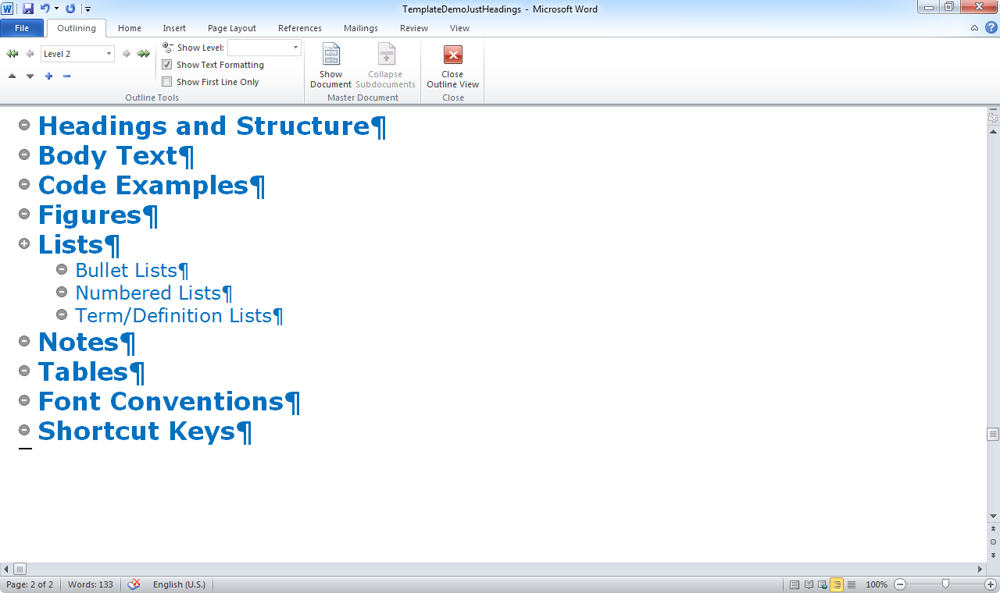 TemplateDemoJustHeadings - Microsoft Word
File Outlining Home Insert Page Layout References Mailings Review View
Level 2
Show Level:
Show Text Formatting
Show First Line Only
Outline Tools
Show Document
Collapse Subdocuments
Master Document
Close Outline View
Close
Headings and Structure¶
Body Text¶
Code Examples¶
Figures¶
Lists¶
Bullet Lists¶
Numbered Lists¶
Term/Definition Lists¶
Notes¶
Tables¶
Font Conventions¶
Shortcut Keys¶
Page: 2 of 2 Words: 133 English (U.S.) 100%